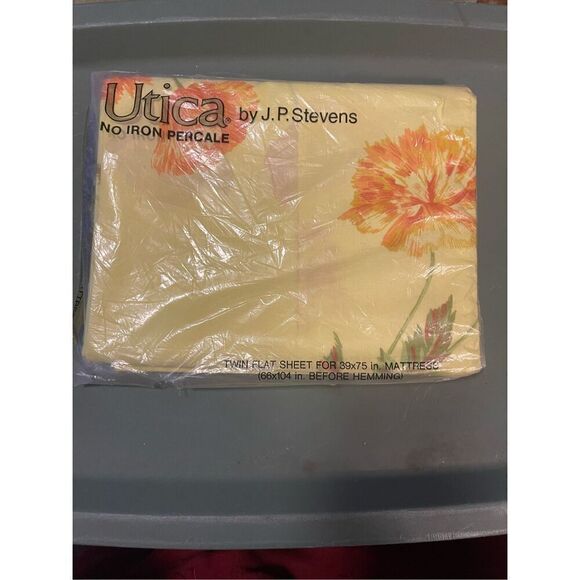 Utica® by J.P. Stevens
NO IRON PERCALE
TWIN FLAT SHEET FOR 39x75 in. MATTRESS
(66x104 in. BEFORE HEMMING)